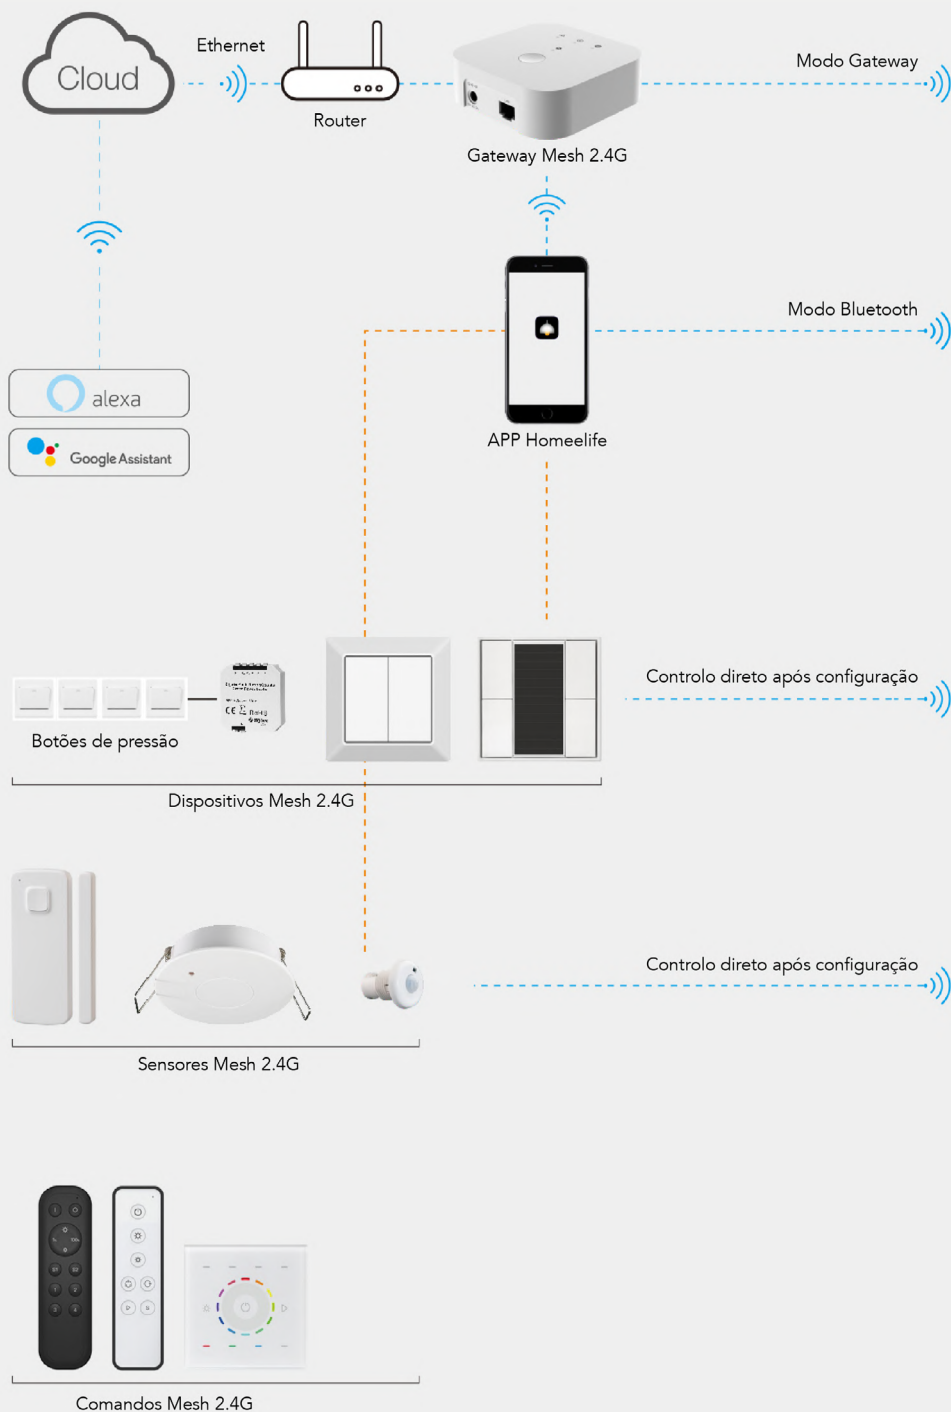 Cloud
Ethernet
Router
Gateway Mesh 2.4G
Modo Gateway
Modo Bluetooth
alexa
Google Assistant
APP Homeelife
Controlo direto após configuração
Botões de pressão
Dispositivos Mesh 2.4G
Controlo direto após configuração
Sensores Mesh 2.4G
Comandos Mesh 2.4G